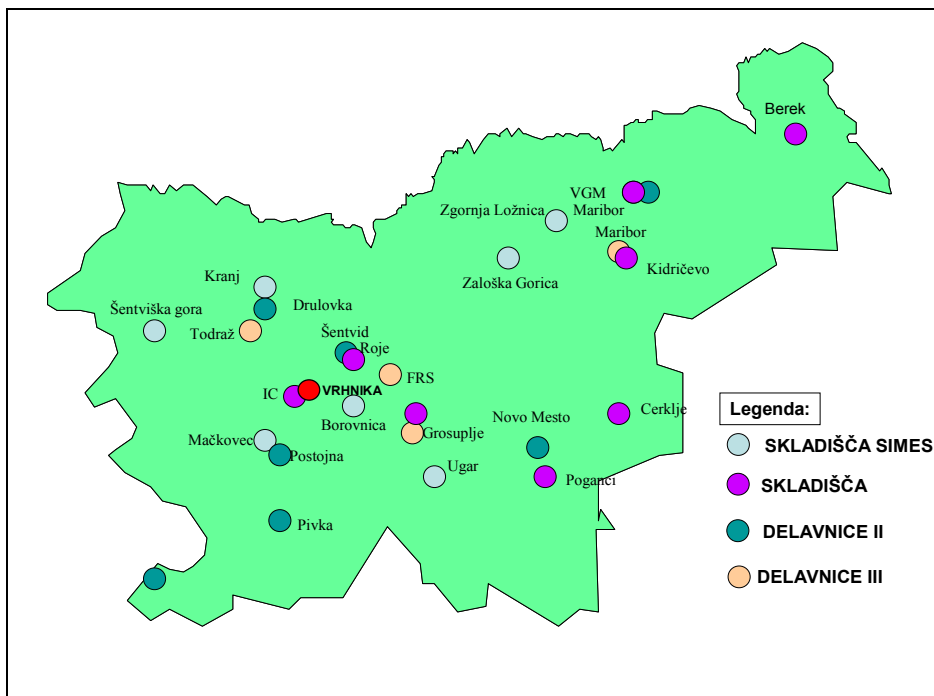 Berek
VGM
Maribor
Zgornja Ložnica
Maribor
Kidričevo
Zaloška Gorica
Kranj
Drulovka
Šentviška gora
Todraž
Šentvid
Roje
FRS
IC
VRHNIKA
Borovnica
Grosuplje
Novo Mesto
Cerklje
Mačkovec
Postojna
Ugar
Poganci
Pivka
Legenda:
SKLADIŠČA SIMES
SKLADIŠČA
DELAVNICE II
DELAVNICE III